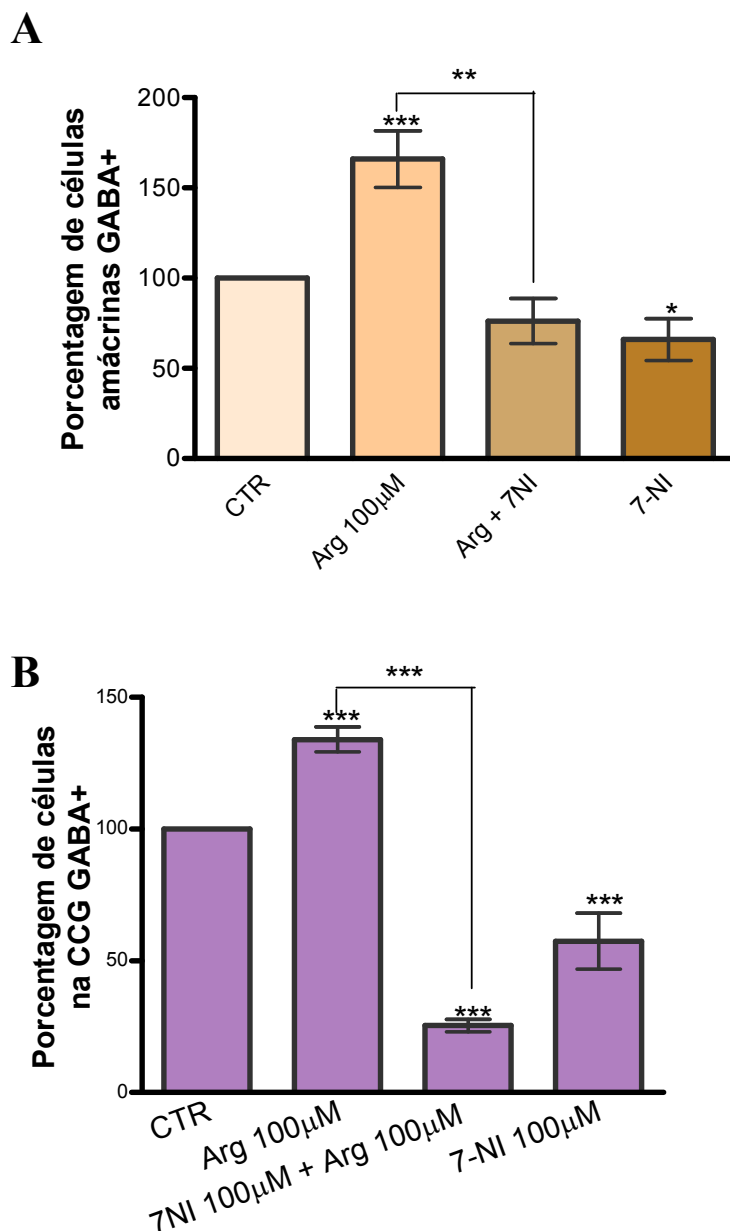 A
Porcentagem de células
amácrinas GABA+
200
150
100
50
0
**
***
*
CTR
Arg 100μM
Arg + 7NI
7-NI
B
Porcentagem de células
na CCG GABA+
150
100
50
0
***
***
***
***
CTR
Arg 100μM
7NI 100μM + Arg 100μM
7-NI 100μM